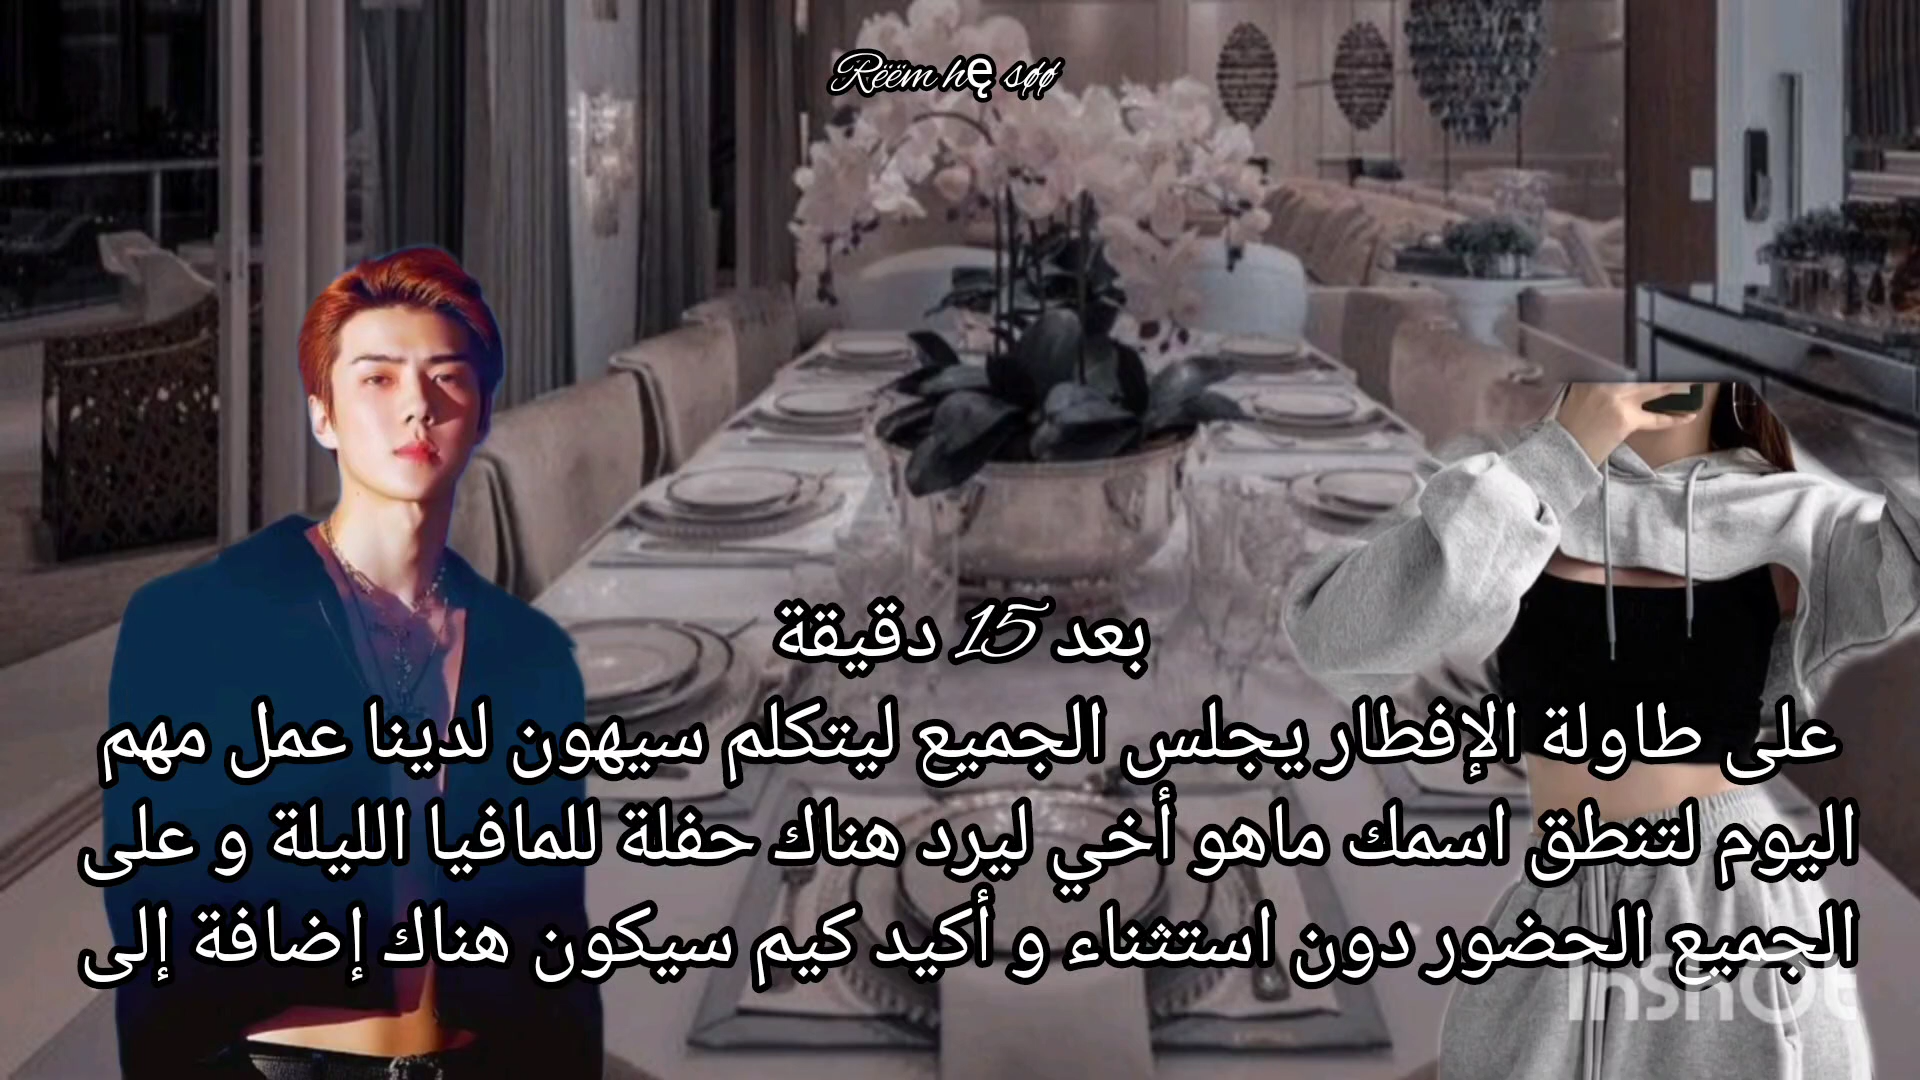 Rëëm hę søø
بعد 15 دقيقة
على طاولة الإفطار يجلس الجميع ليتكلم سيهون لدينا عمل مهم
اليوم لتنطق اسمك ماهو أخي ليرد هناك حفلة للمافيا الليلة و على
الجميع الحضور دون استثناء و أكيد كيم سيكون هناك إضافة إلى
InShOt